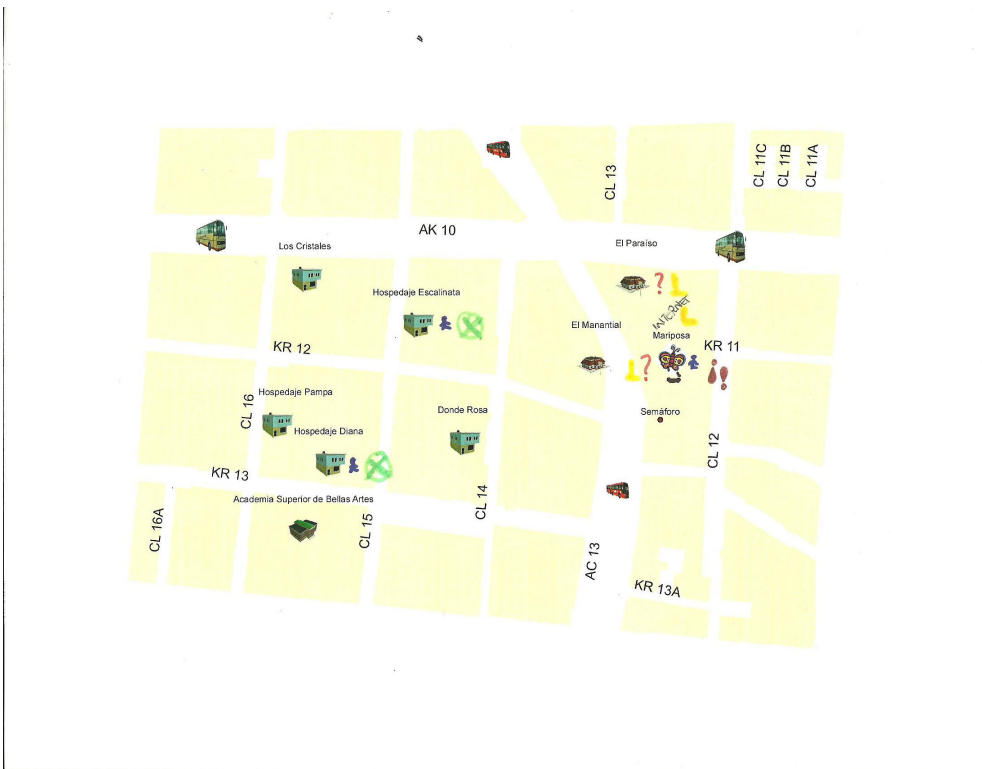 CL 11C
CL 11B
CL 11A
CL 13
AK 10
Los Cristales
El Paraíso
?
Hospedaje Escalinata
INTERNET
El Manantial
Mariposa
KR 11
KR 12
?
¡!
Hospedaje Pampa
CL 16
Donde Rosa
Semáforo
Hospedaje Diana
CL 12
KR 13
Academia Superior de Bellas Artes
CL 14
CL 16A
CL 15
AC 13
KR 13A